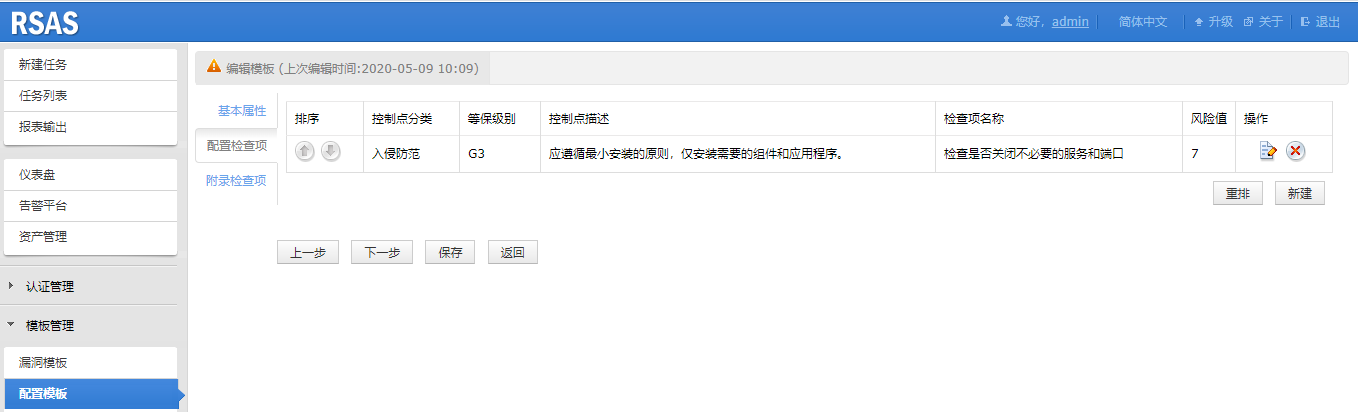 RSAS
您好，admin 简体中文 升级 关于 退出
新建任务
任务列表
报表输出
仪表盘
告警平台
资产管理
认证管理
模板管理
漏洞模板
配置模板
编辑模板 (上次编辑时间:2020-05-09 10:09)
基本属性
配置检查项
附录检查项
排序 控制点分类 等保级别 控制点描述 检查项名称 风险值 操作
入侵防范 G3 应遵循最小安装的原则，仅安装需要的组件和应用程序。 检查是否关闭不必要的服务和端口 7
重排 新建
上一步 下一步 保存 返回